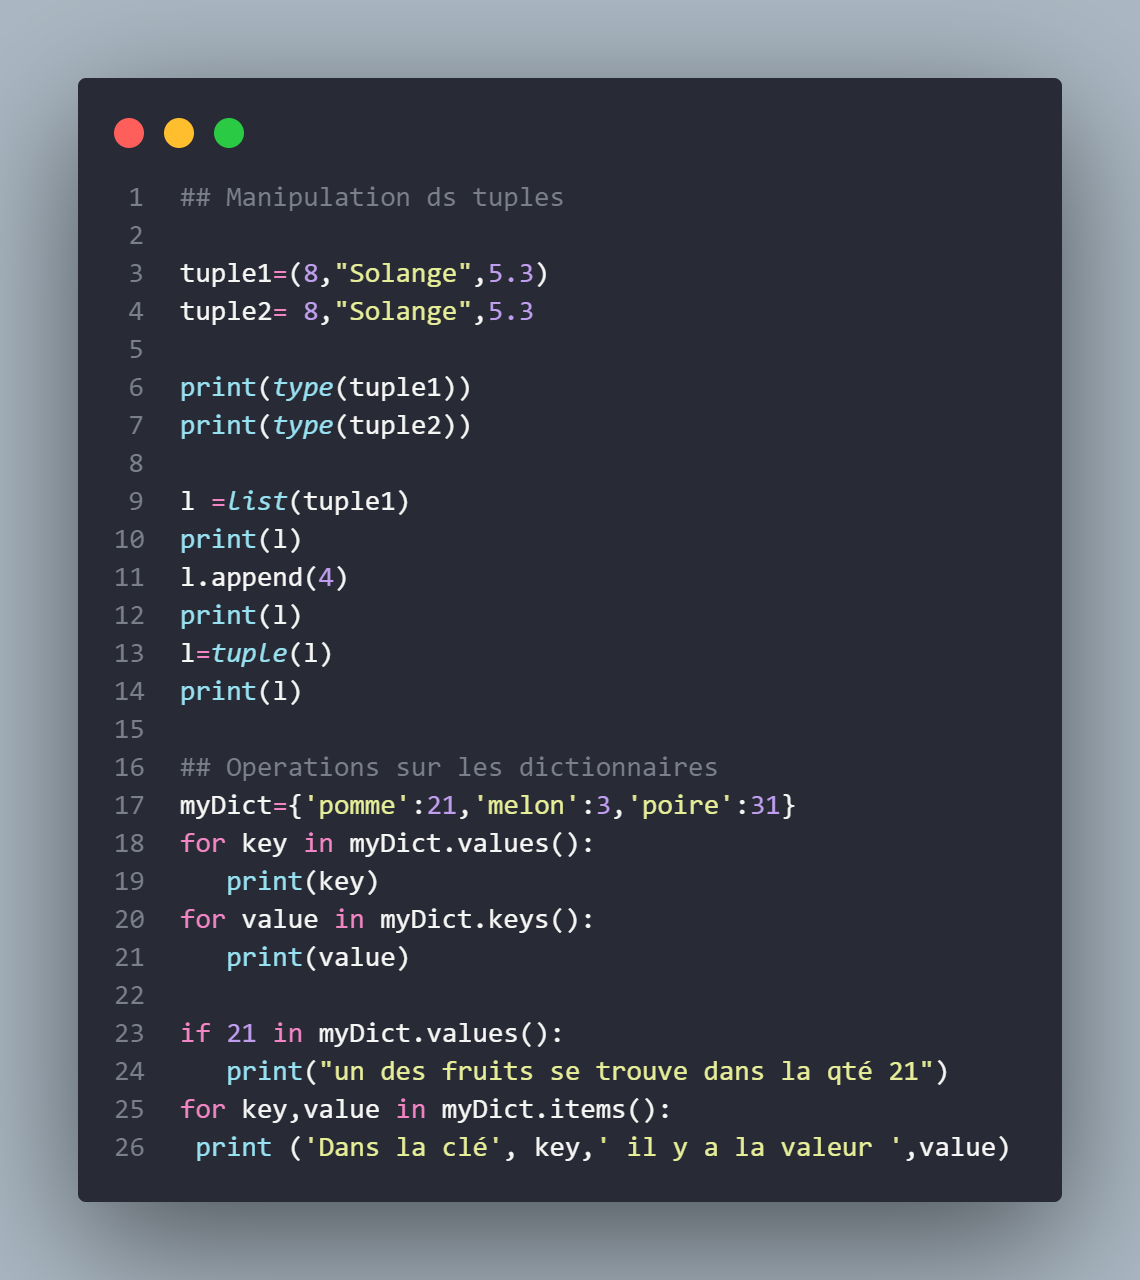 1 ## Manipulation ds tuples
2
3 tuple1=(8,"Solange",5.3)
4 tuple2= 8,"Solange",5.3
5
6 print(type(tuple1))
7 print(type(tuple2))
8
9 l =list(tuple1)
10 print(l)
11 l.append(4)
12 print(l)
13 l=tuple(l)
14 print(l)
15
16 ## Operations sur les dictionnaires
17 myDict={'pomme':21,'melon':3,'poire':31}
18 for key in myDict.values():
19    print(key)
20 for value in myDict.keys():
21    print(value)
22
23 if 21 in myDict.values():
24    print("un des fruits se trouve dans la qté 21")
25 for key,value in myDict.items():
26  print ('Dans la clé', key,' il y a la valeur ',value)